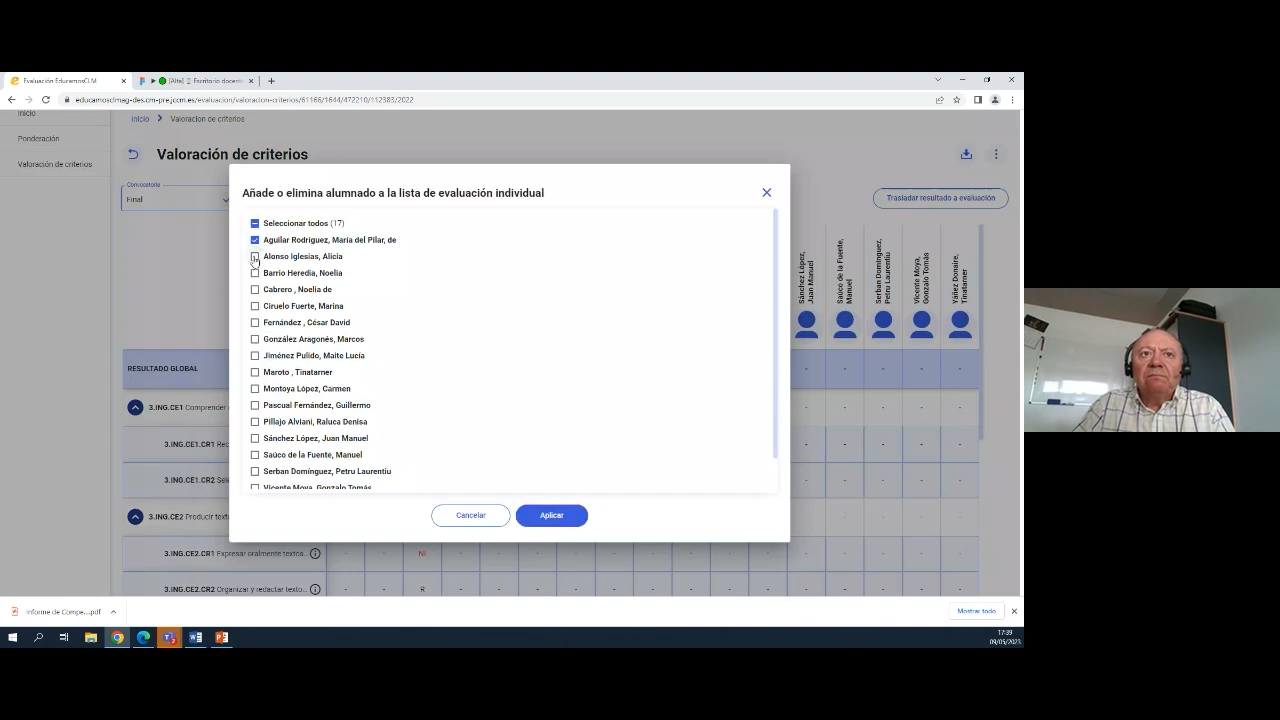 Evaluación EducamosCLM
[Alfa]
Escritorio docent
educamosclmag-des.cm-pre.jccm.es/evaluacion/valoracion-criterios/61166/1644/472210/112383/2022
Inicio
Ponderación
Valoración de criterios
Inicio > Valoracion de criterios
Valoración de criterios
Convocatoria
Final
Trasladar resultado a evaluación
Añade o elimina alumnado a la lista de evaluación individual
Seleccionar todos (17)
Aguilar Rodríguez, María del Pilar, de
Alonso Iglesias, Alicia
Barrio Heredia, Noelia
Cabrero , Noelia de
Ciruelo Fuerte, Marina
Fernández , César David
González Aragonés, Marcos
Jiménez Pulido, Maite Lucía
Maroto , Tinatarner
Montoya López, Carmen
Pascual Fernández, Guillermo
Pillajo Alviani, Raluca Denisa
Sánchez López, Juan Manuel
Saúco de la Fuente, Manuel
Serban Domínguez, Petru Laurentiu
Vicente Moya, Gonzalo Tomás
Cancelar
Aplicar
Sánchez López,
Juan Manuel
Saúco de la Fuente,
Manuel
Serban Domínguez,
Petru Laurentiu
Vicente Moya,
Gonzalo Tomás
Yáñez Donaire,
Tinatarner
RESULTADO GLOBAL - - - - -
3.ING.CE1 Comprender - - - - -
3.ING.CE1.CR1 - - - - -
3.ING.CE1.CR2 - - - - -
3.ING.CE2 Producir - - - - -
3.ING.CE2.CR1 Expresar oralmente textos... - - NI - - - - - - - - - - - - - -
3.ING.CE2.CR2 Organizar y redactar texto... - - R - - - - - - - - - - - - - -
Informe de Compe....pdf
Mostrar todo
17:39
09/05/2023